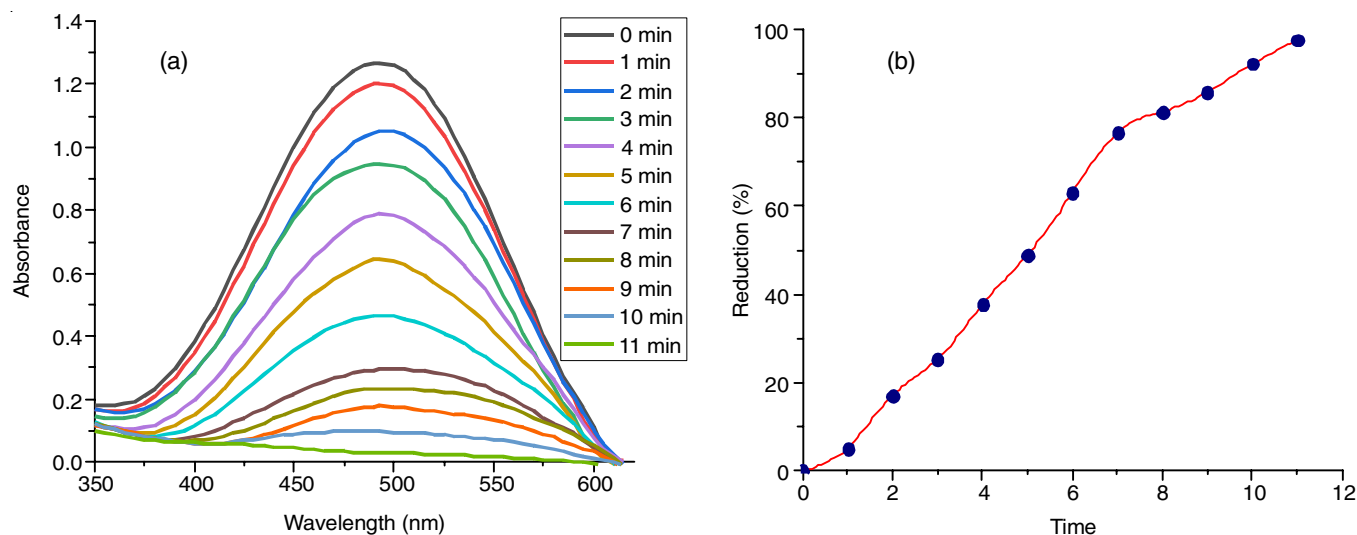 1.4
1.2
1.0
0.8
0.6
0.4
0.2
0.0
Absorbance
350 400 450 500 550 600
Wavelength (nm)
(a)
0 min
1 min
2 min
3 min
4 min
5 min
6 min
7 min
8 min
9 min
10 min
11 min
100
80
60
40
20
0
Reduction (%)
0 2 4 6 8 10 12
Time
(b)